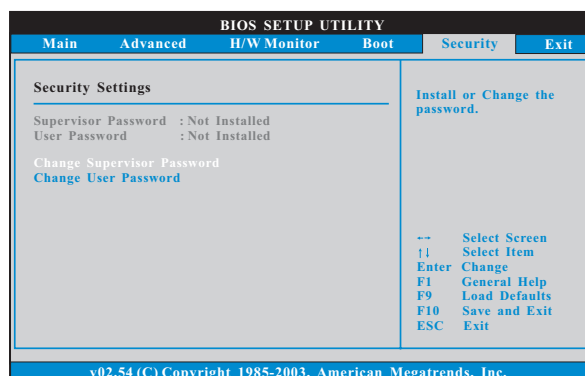 BIOS SETUP UTILITY
Main Advanced H/W Monitor Boot Security Exit
Security Settings
Supervisor Password : Not Installed
User Password : Not Installed
Change Supervisor Password
Change User Password
Install or Change the
password.
←→ Select Screen
↑↓ Select Item
Enter Change
F1 General Help
F9 Load Defaults
F10 Save and Exit
ESC Exit
v02.54 (C) Copyright 1985-2003, American Megatrends, Inc.